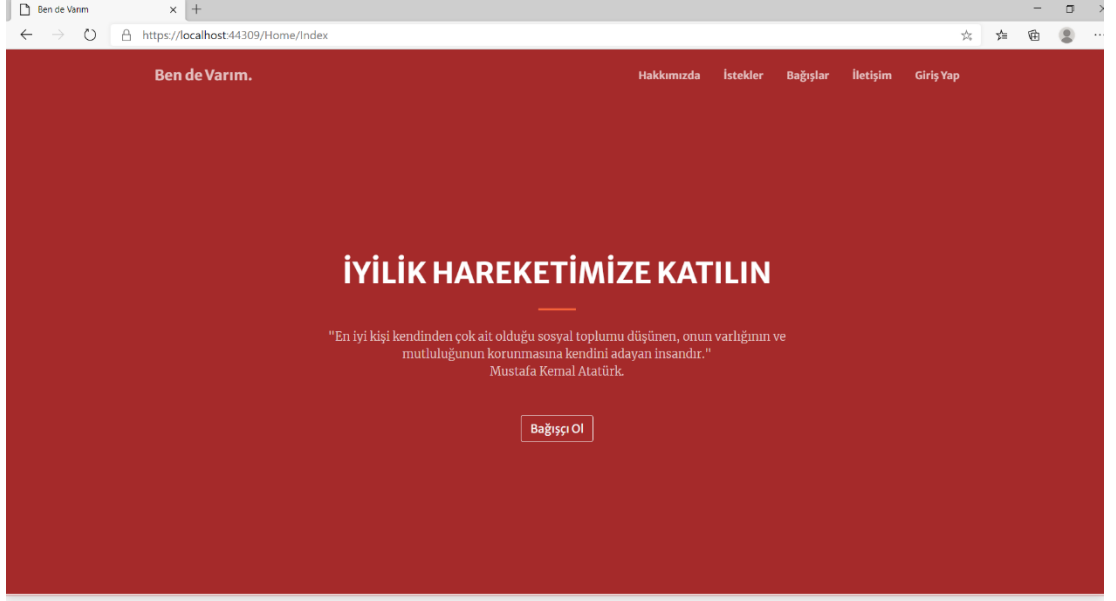 Ben de Varım
https://localhost:44309/Home/Index
Ben de Varım.
Hakkımızda İstekler Bağışlar İletişim Giriş Yap
İYİLİK HAREKETİMİZE KATILIN
"En iyi kişi kendinden çok ait olduğu sosyal toplumu düşünen, onun varlığının ve
mutluluğunun korunmasına kendini adayan insandır."
Mustafa Kemal Atatürk.
Bağışçı Ol